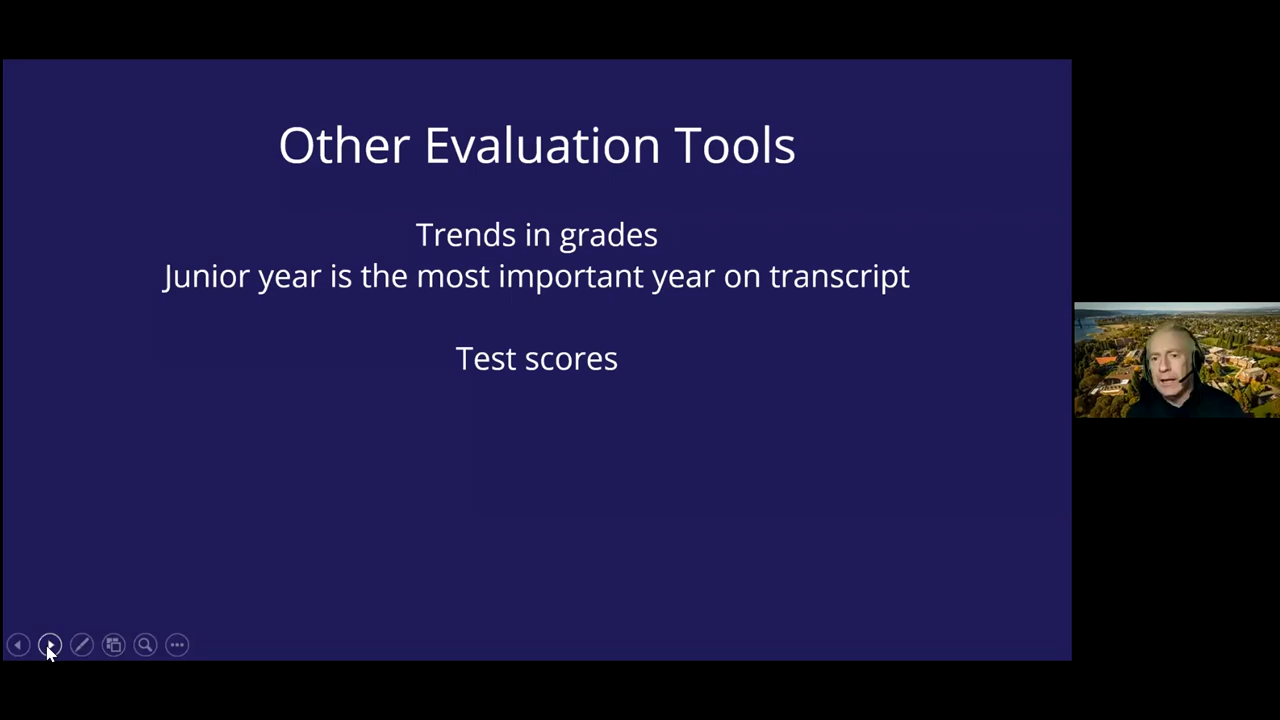 Other Evaluation Tools
Trends in grades
Junior year is the most important year on transcript
Test scores